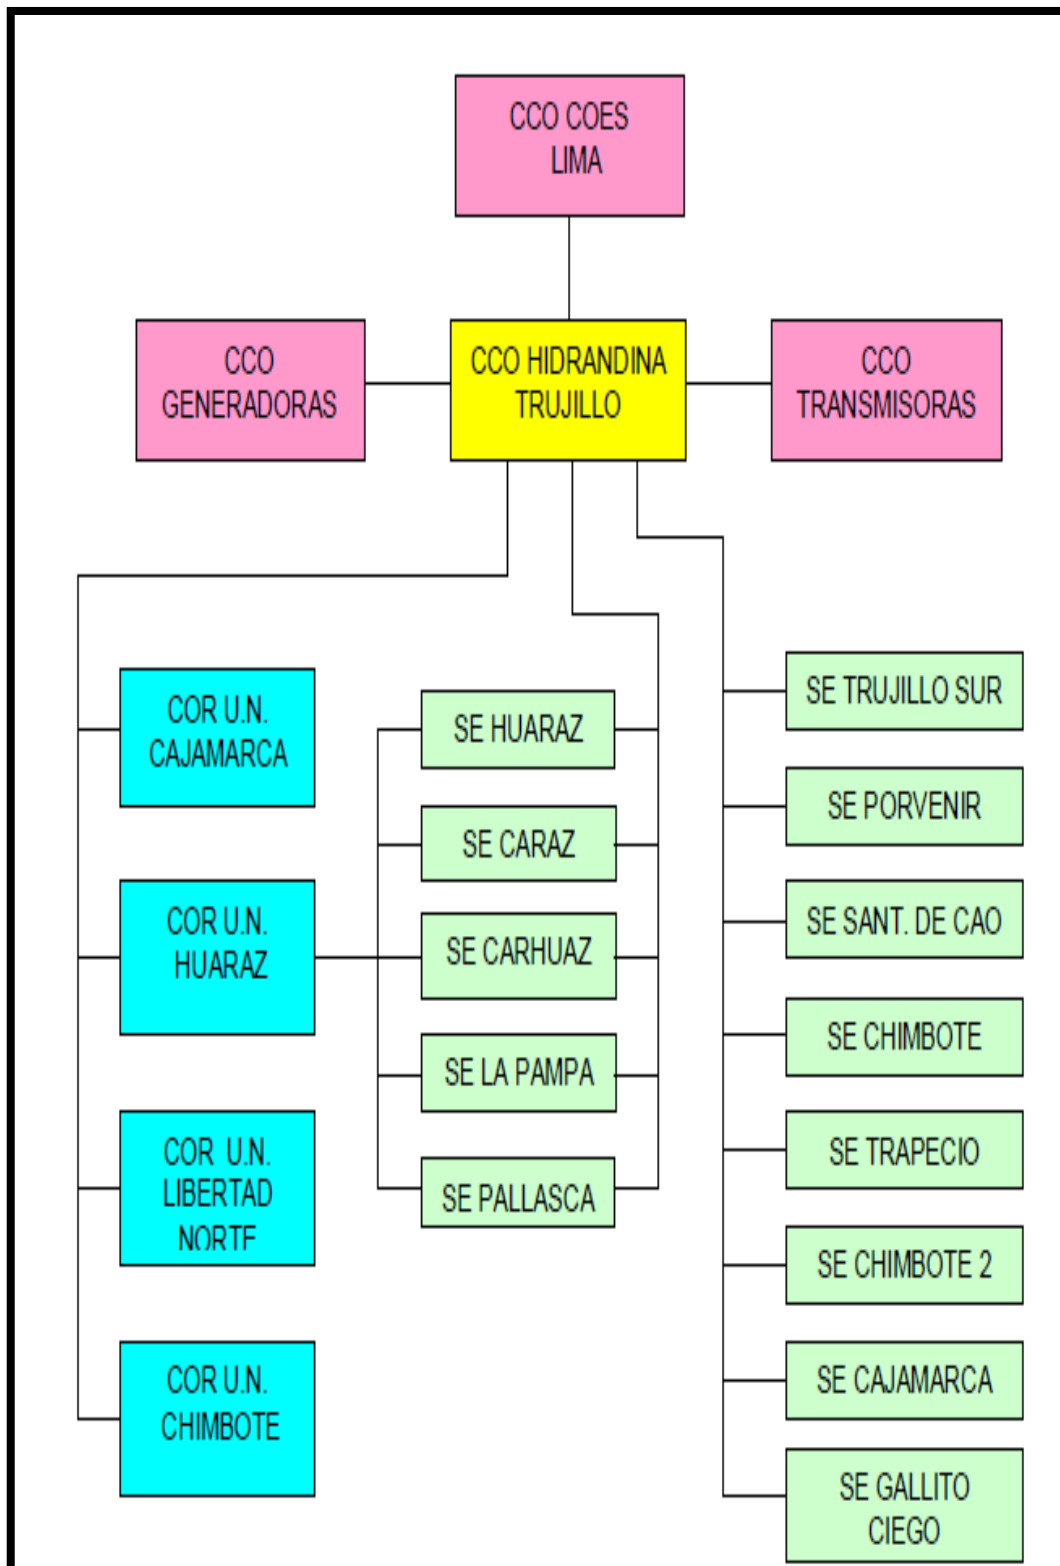 CCO COES
LIMA
CCO
GENERADORAS
CCO HIDRANDINA
TRUJILLO
CCO
TRANSMISORAS
COR U.N.
CAJAMARCA
COR U.N.
HUARAZ
COR U.N.
LIBERTAD
NORTE
COR U.N.
CHIMBOTE
SE HUARAZ
SE CARAZ
SE CARHUAZ
SE LA PAMPA
SE PALLASCA
SE TRUJILLO SUR
SE PORVENIR
SE SANT. DE CAO
SE CHIMBOTE
SE TRAPECIO
SE CHIMBOTE 2
SE CAJAMARCA
SE GALLITO
CIEGO